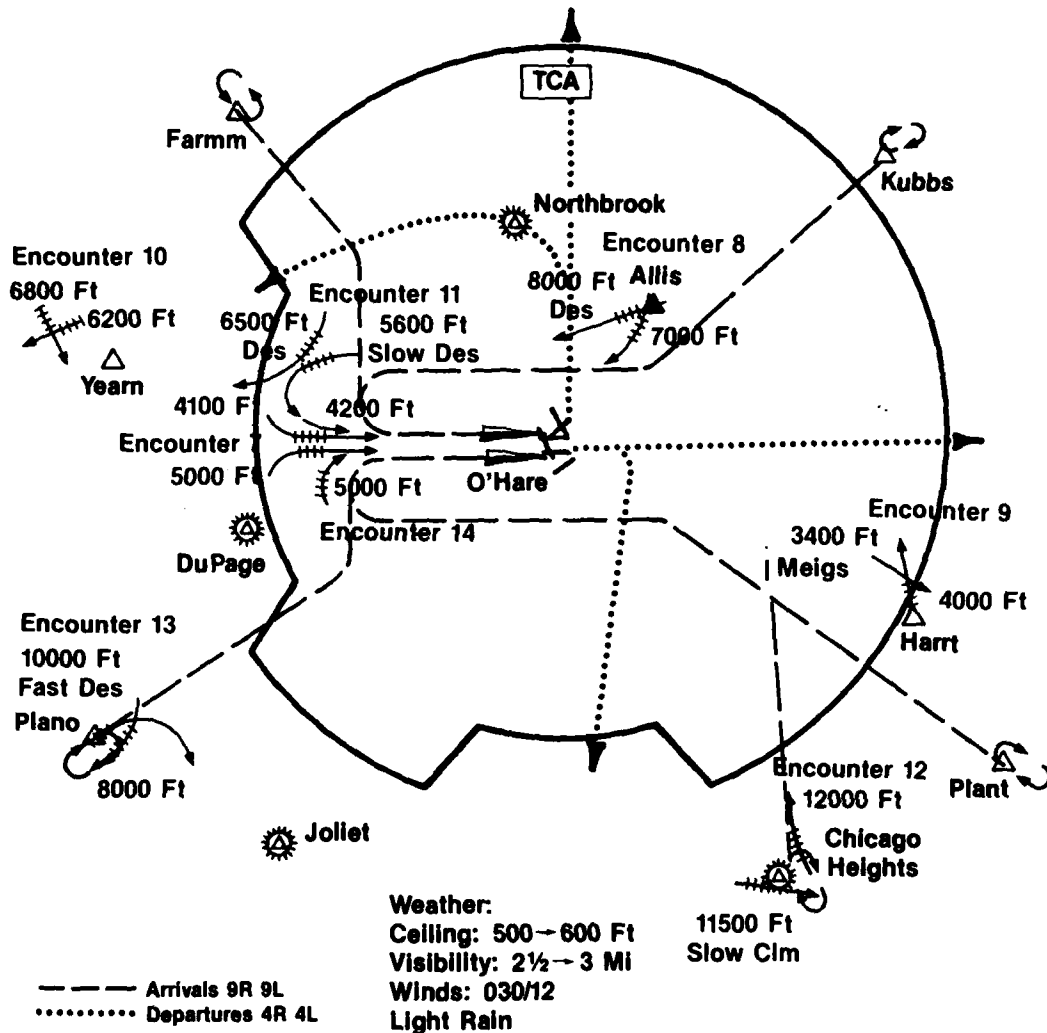 TCA
Farmm
Kubbs
Northbrook
Encounter 10
6800 Ft
6200 Ft
Yearn
Encounter 8
Allis
8000 Ft
Des
7000 Ft
Encounter 11
6500 Ft
Des
5600 Ft
Slow Des
4100 Ft
4200 Ft
Encounter
5000 Ft
5000 Ft
O'Hare
Encounter 14
DuPage
Encounter 9
3400 Ft
Meigs
4000 Ft
Harrt
Encounter 13
10000 Ft
Fast Des
Plano
8000 Ft
Encounter 12
12000 Ft
Plant
Chicago
Heights
Joliet
11500 Ft
Slow Clm
Weather:
Ceiling: 500→600 Ft
Visibility: 2½→3 Mi
Winds: 030/12
Light Rain
Arrivals 9R 9L
Departures 4R 4L